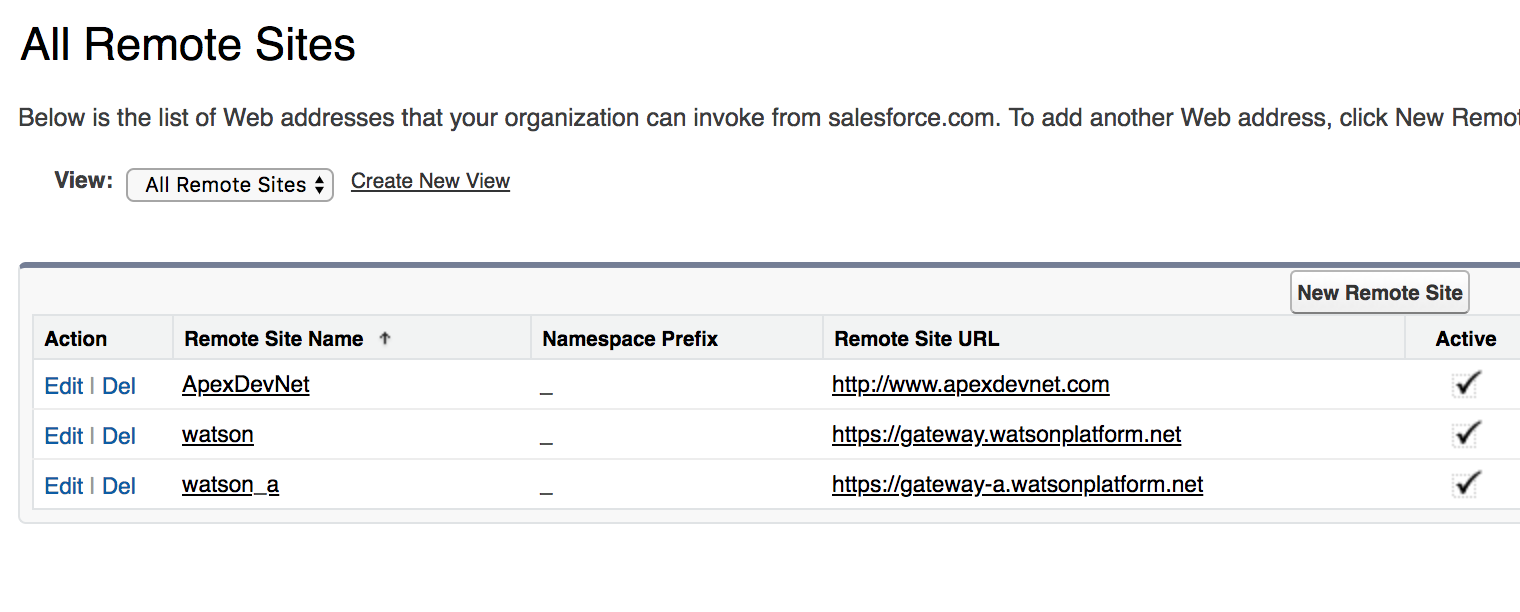 All Remote Sites
Below is the list of Web addresses that your organization can invoke from salesforce.com. To add another Web address, click New
View: All Remote Sites Create New View
New Remote Site
Action Remote Site Name ↑ Namespace Prefix Remote Site URL Active
Edit | Del ApexDevNet _ http://www.apexdevnet.com
Edit | Del watson _ https://gateway.watsonplatform.net
Edit | Del watson_a _ https://gateway-a.watsonplatform.net